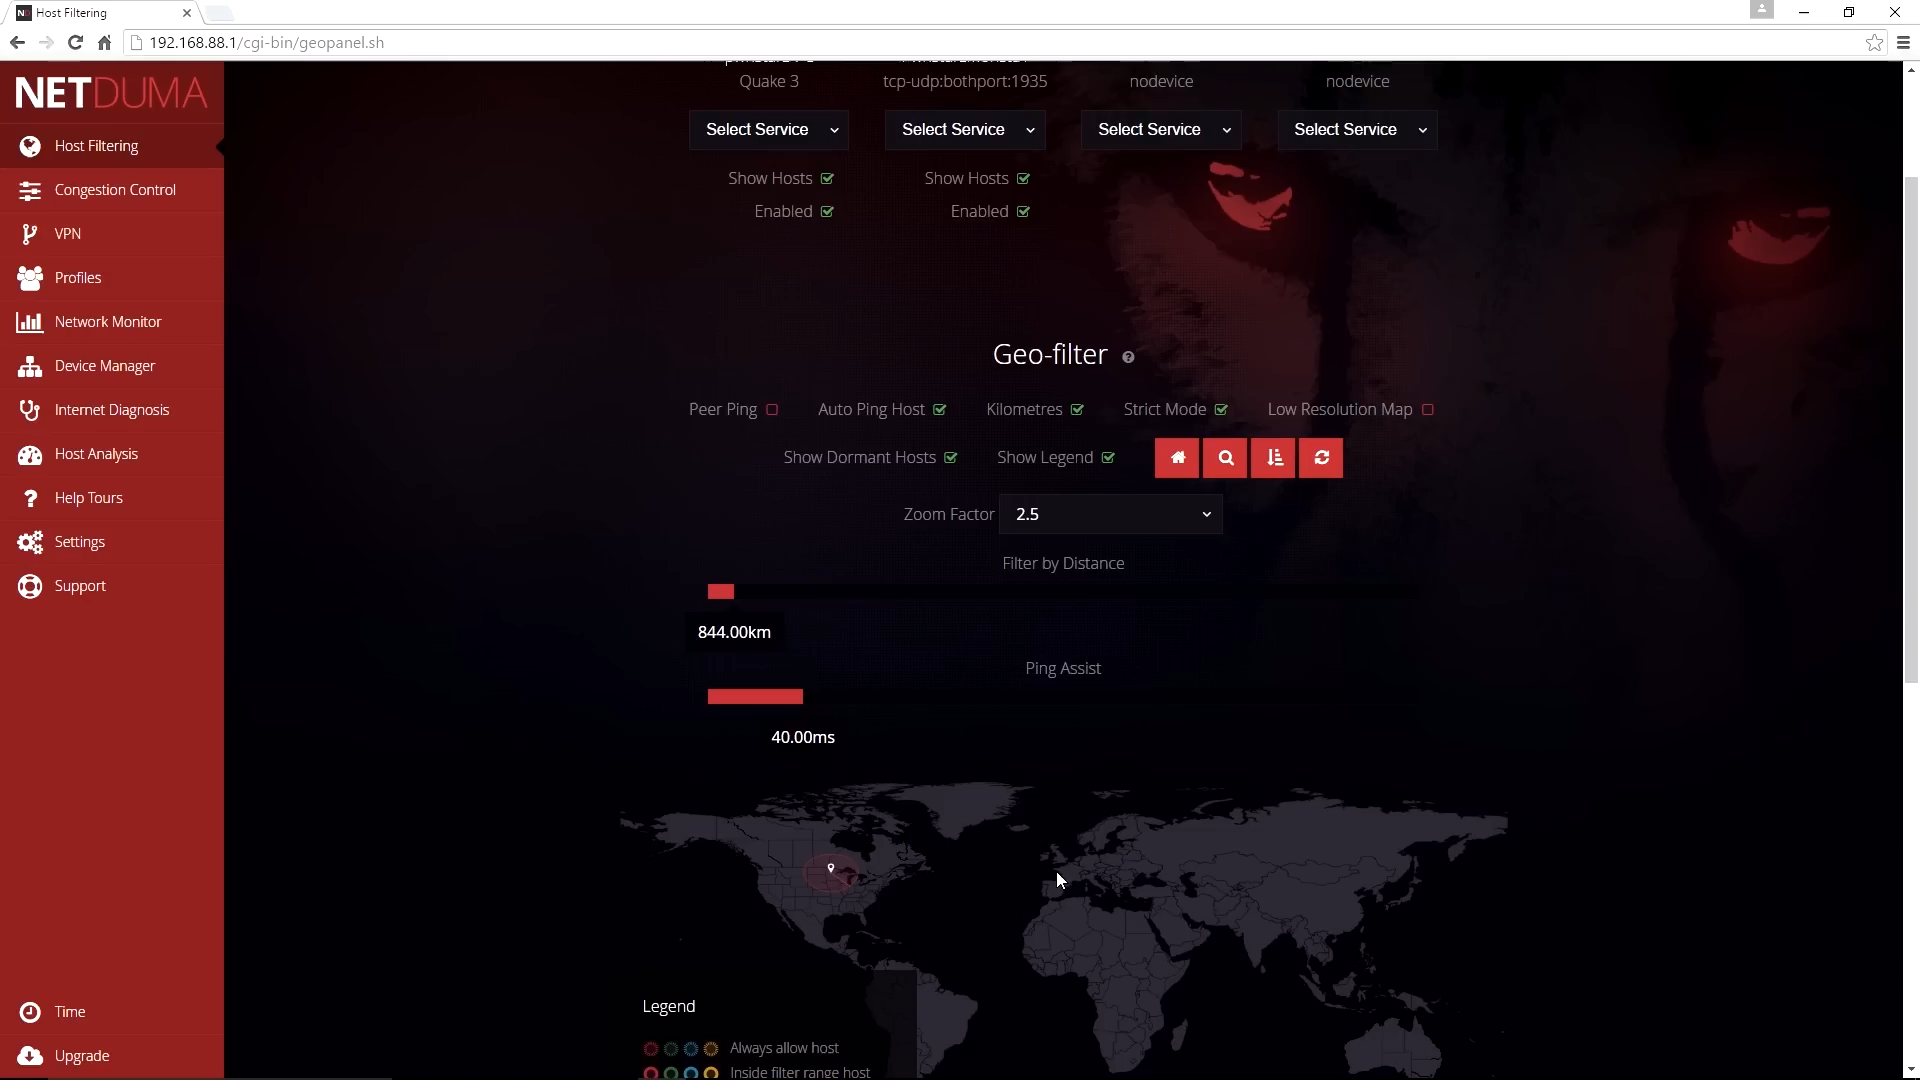 Host Filtering
192.168.88.1/cgi-bin/geopanel.sh
NETDUMA
Host Filtering
Congestion Control
VPN
Profiles
Network Monitor
Device Manager
Internet Diagnosis
Host Analysis
Help Tours
Settings
Support
Time
Upgrade
Quake 3 tcp-udp:bothport:1935 nodevice nodevice
Select Service Select Service Select Service Select Service
Show Hosts Show Hosts
Enabled Enabled
Geo-filter
Peer Ping Auto Ping Host Kilometres Strict Mode Low Resolution Map
Show Dormant Hosts Show Legend
Zoom Factor 2.5
Filter by Distance
844.00km
Ping Assist
40.00ms
Legend
Always allow host
Inside filter range host